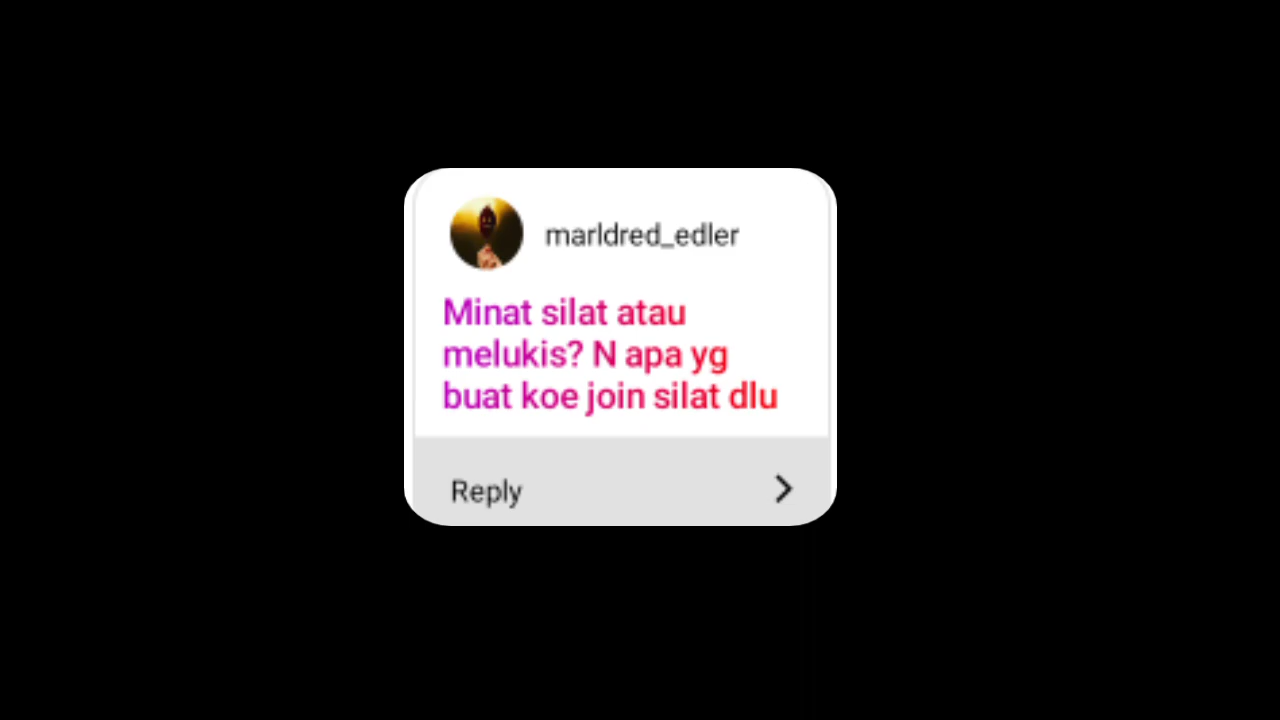 marldred_edler
Minat silat atau
melukis? N apa yg
buat koe join silat dlu
Reply